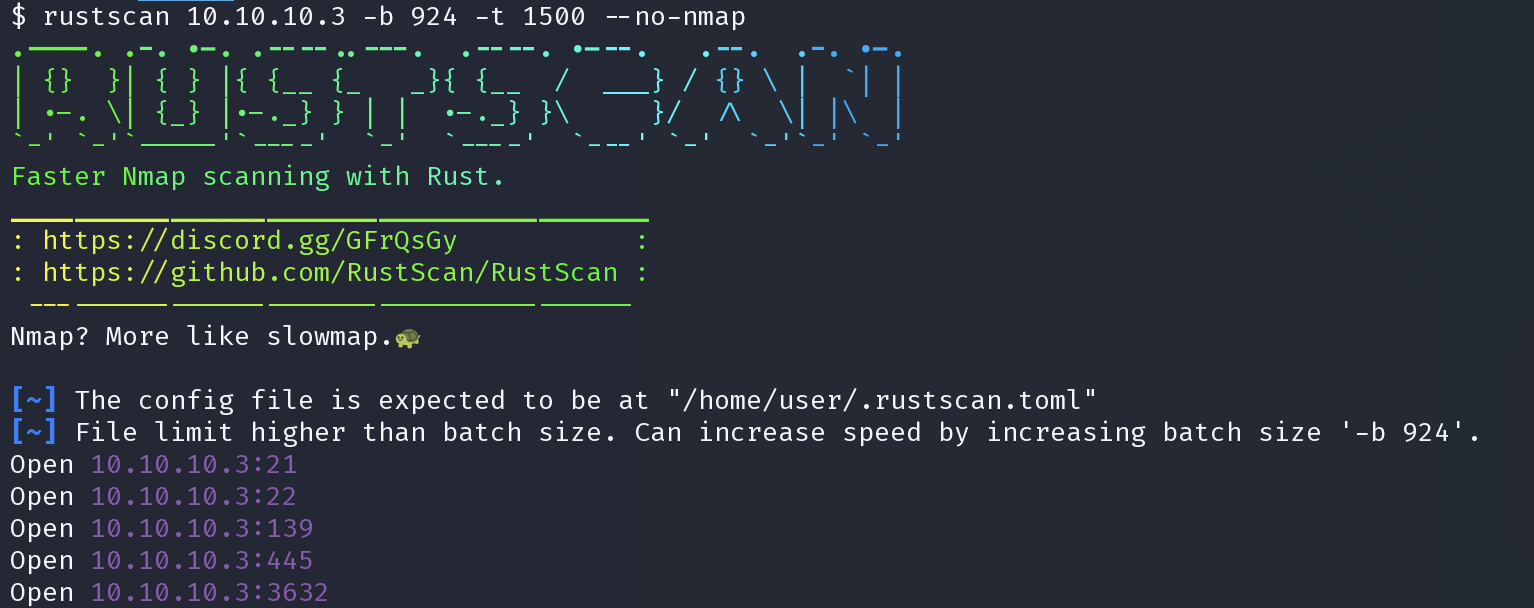 $ rustscan 10.10.10.3 -b 924 -t 1500 --no-nmap
RUSTSCAN
Faster Nmap scanning with Rust.
: https://discord.gg/GFrQsGy :
: https://github.com/RustScan/RustScan :
Nmap? More like slowmap.🐢
[~] The config file is expected to be at "/home/user/.rustscan.toml"
[~] File limit higher than batch size. Can increase speed by increasing batch size '-b 924'.
Open 10.10.10.3:21
Open 10.10.10.3:22
Open 10.10.10.3:139
Open 10.10.10.3:445
Open 10.10.10.3:3632